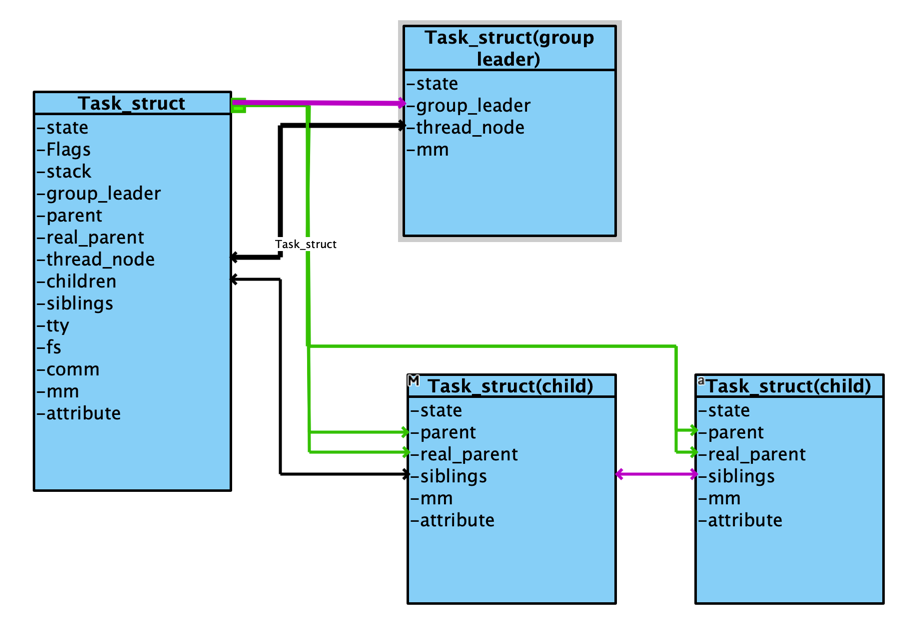 Task_struct(group
leader)
-state
-group_leader
-thread_node
-mm
Task_struct
-state
-Flags
-stack
-group_leader
-parent
-real_parent
-thread_node
-children
-siblings
-tty
-fs
-comm
-mm
-attribute
Task_struct
M
Task_struct(child)
-state
-parent
-real_parent
-siblings
-mm
-attribute
a
Task_struct(child)
-state
-parent
-real_parent
-siblings
-mm
-attribute